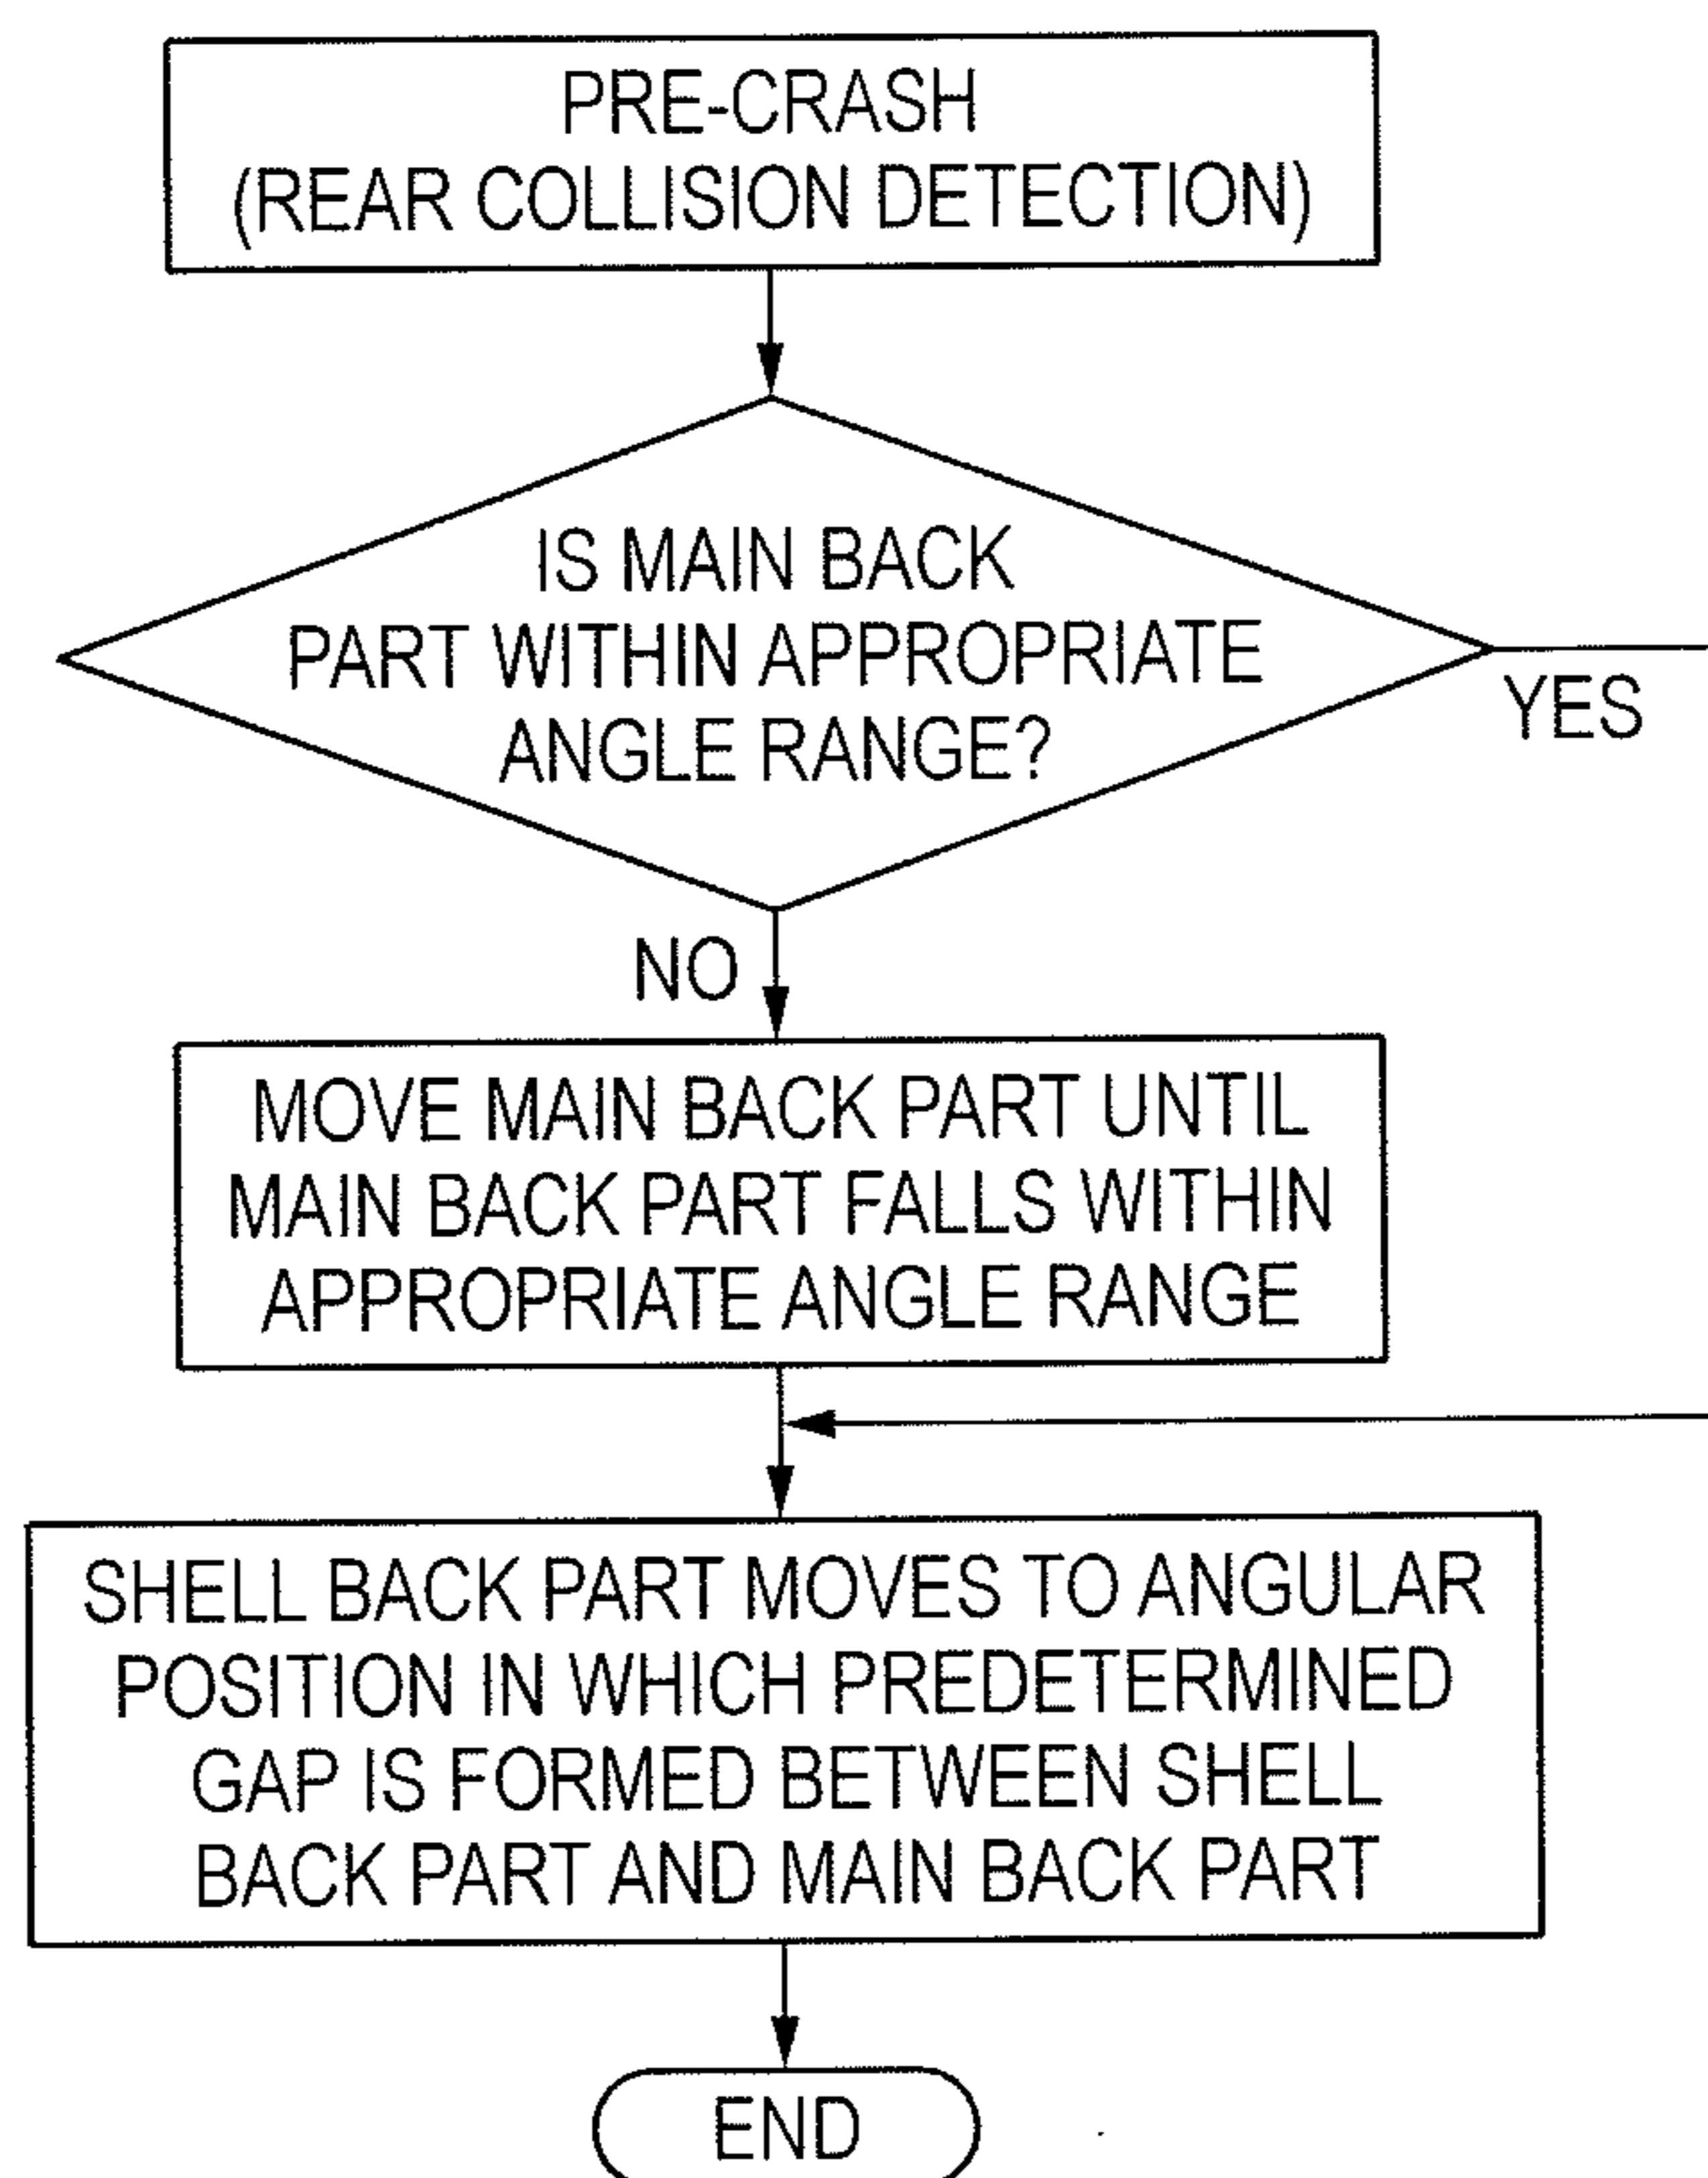 PRE-CRASH
(REAR COLLISION DETECTION)
IS MAIN BACK
PART WITHIN APPROPRIATE
ANGLE RANGE?
YES
NO
MOVE MAIN BACK PART UNTIL
MAIN BACK PART FALLS WITHIN
APPROPRIATE ANGLE RANGE
SHELL BACK PART MOVES TO ANGULAR
POSITION IN WHICH PREDETERMINED
GAP IS FORMED BETWEEN SHELL
BACK PART AND MAIN BACK PART
END